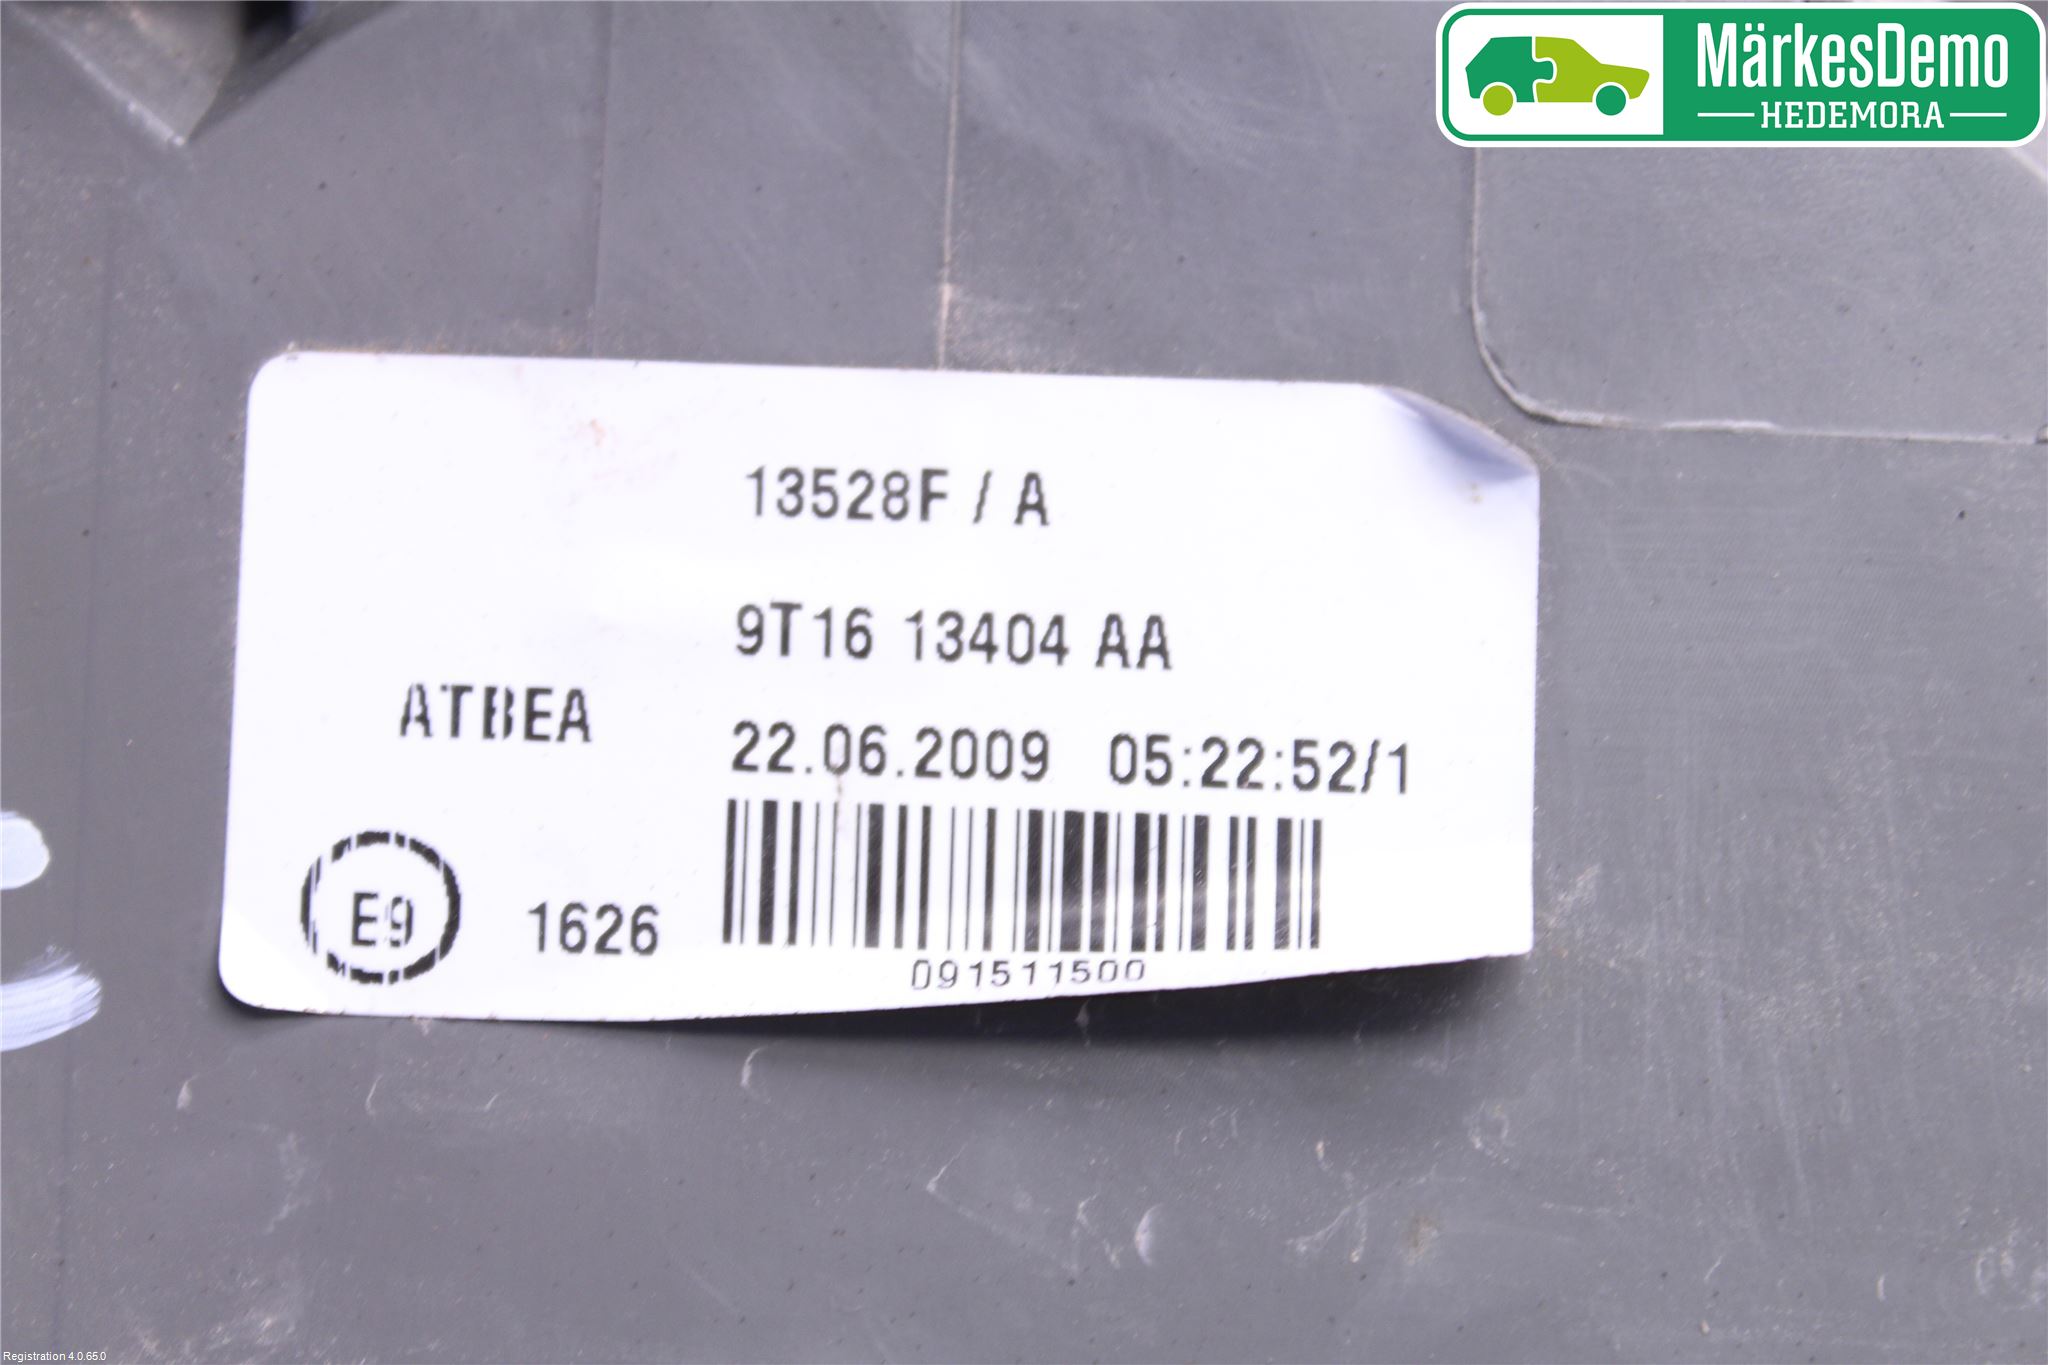 MärkesDemo
HEDEMORA
13528F / A
9T16 13404 AA
ATBEA
22.06.2009 05:22:52/1
E9
1626
091511500
Registration 4.0.65.0